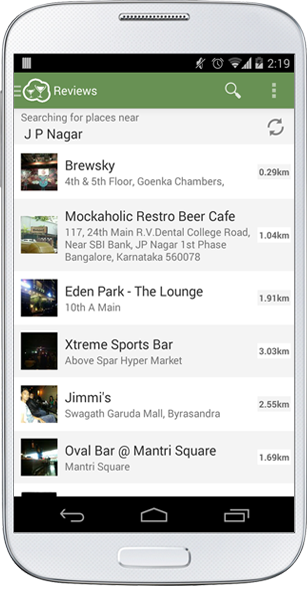 2:19
Reviews
Searching for places near
J P Nagar
Brewsky
4th & 5th Floor, Goenka Chambers,
0.29km
Mockaholic Restro Beer Cafe
117, 24th Main R.V.Dental College Road,
Near SBI Bank, JP Nagar 1st Phase
Bangalore, Karnataka 560078
1.04km
Eden Park - The Lounge
10th A Main
1.91km
Xtreme Sports Bar
Above Spar Hyper Market
3.03km
Jimmi's
Swagath Garuda Mall, Byrasandra
2.55km
Oval Bar @ Mantri Square
Mantri Square
1.69km